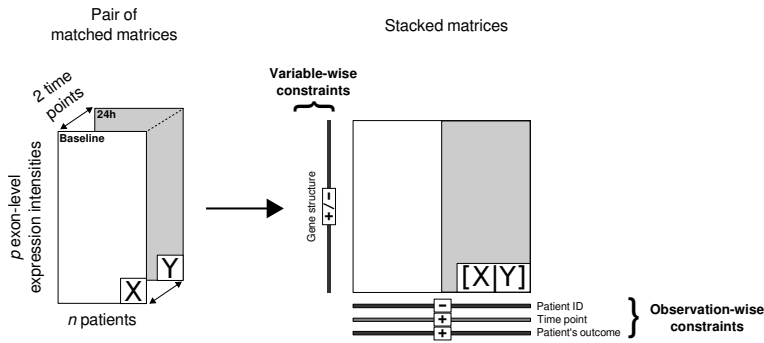 Pair of
matched matrices
Stacked matrices
2 time
points
Variable-wise
constraints
24h
Baseline
p exon-level
expression intensities
Gene structure
+/−
Y
X
[X|Y]
n patients
− Patient ID
+ Time point
+ Patient's outcome
Observation-wise
constraints